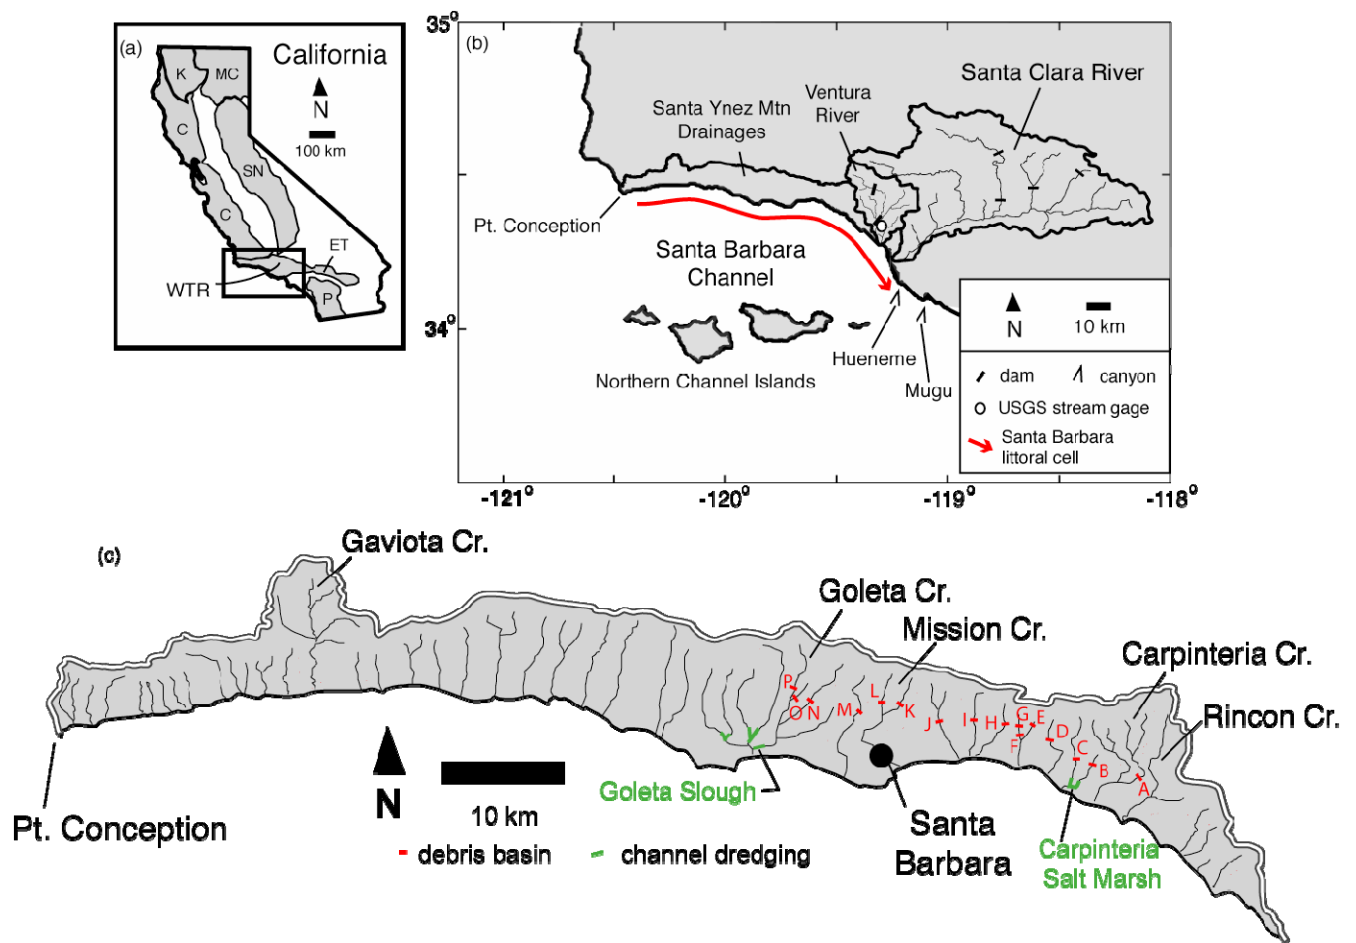 (a)
California
K
MC
N
100 km
C
SN
C
ET
WTR
P
35°
(b)
Santa Clara River
Ventura
River
Santa Ynez Mtn
Drainages
Pt. Conception
Santa Barbara
Channel
34°
Hueneme
Northern Channel Islands
Mugu
N
10 km
dam
canyon
USGS stream gage
Santa Barbara
littoral cell
-121°
-120°
-119°
-118°
(c)
Gaviota Cr.
Goleta Cr.
Mission Cr.
Carpinteria Cr.
Rincon Cr.
P
O
N
M
L
K
J
I
H
G
E
F
D
C
B
A
N
10 km
Goleta Slough
Pt. Conception
Santa
Barbara
Carpinteria
Salt Marsh
debris basin
channel dredging